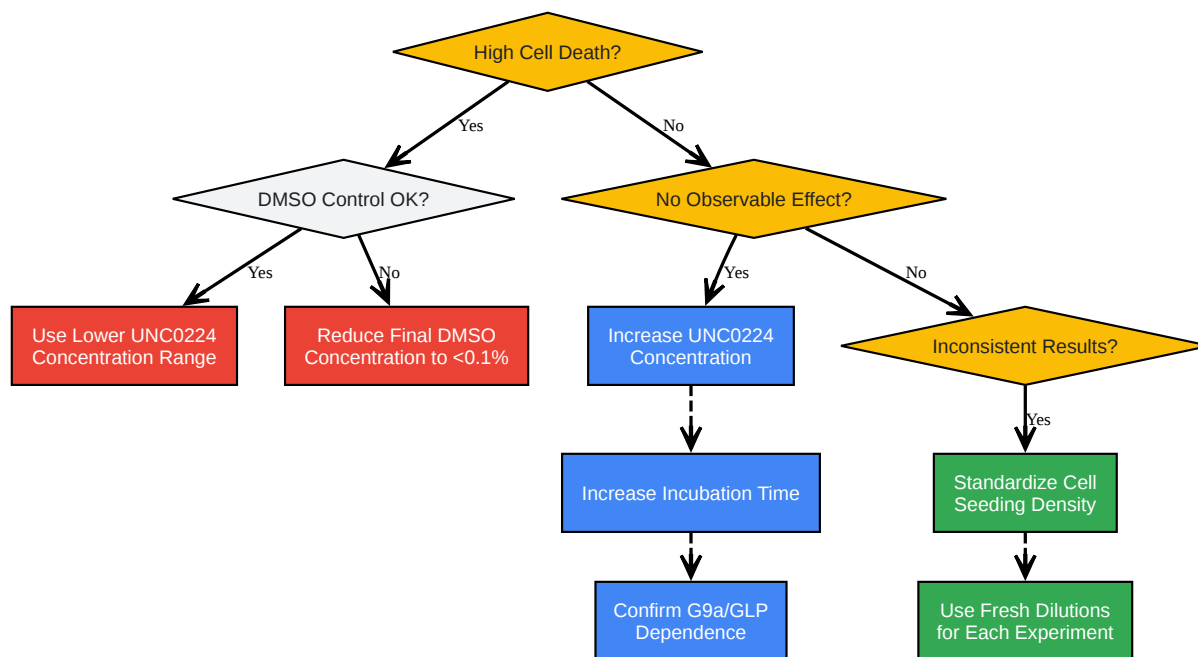 High Cell Death?
Yes
No
DMSO Control OK?
No Observable Effect?
Yes
No
Yes
No
Use Lower UNC0224
Concentration Range
Reduce Final DMSO
Concentration to <0.1%
Increase UNC0224
Concentration
Inconsistent Results?
Yes
Increase Incubation Time
Standardize Cell
Seeding Density
Confirm G9a/GLP
Dependence
Use Fresh Dilutions
for Each Experiment